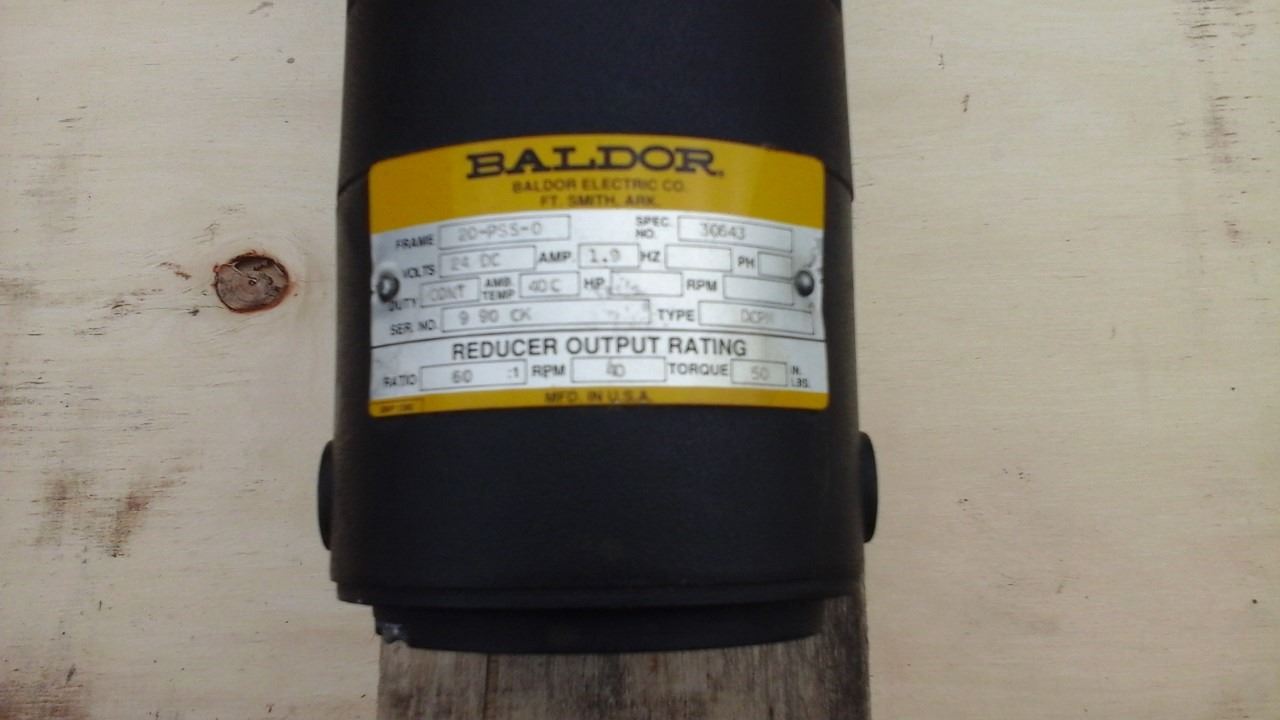 BALDOR.
BALDOR ELECTRIC CO.
FT. SMITH, ARK.
FRAME 20-PSS-0 SPEC. NO. 30643
VOLTS 24 DC AMP. 1.9 HZ PH
DUTY CONT AMB. TEMP 40C HP RPM
SER. NO. 9 90 CK TYPE DCPM
REDUCER OUTPUT RATING
RATIO 60 :1 RPM 40 TORQUE 50 IN. LBS.
MFD. IN U.S.A.